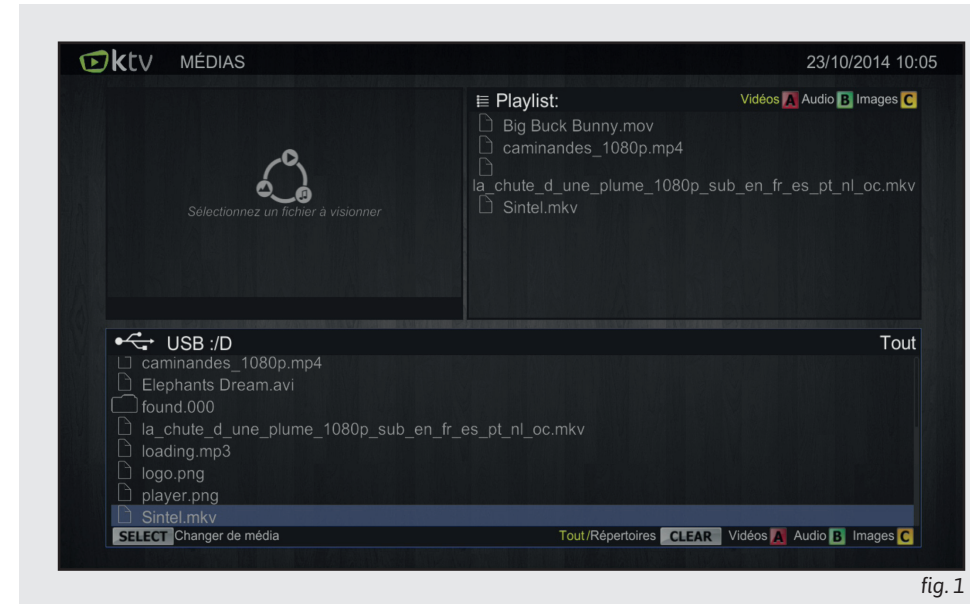 ktv MÉDIAS 23/10/2014 10:05
Playlist: Vidéos A Audio B Images C
Big Buck Bunny.mov
caminandes_1080p.mp4
la_chute_d_une_plume_1080p_sub_en_fr_es_pt_nl_oc.mkv
Sintel.mkv
Sélectionnez un fichier à visionner
USB :/D Tout
caminandes_1080p.mp4
Elephants Dream.avi
found.000
la_chute_d_une_plume_1080p_sub_en_fr_es_pt_nl_oc.mkv
loading.mp3
logo.png
player.png
Sintel.mkv
SELECT Changer de média Tout/Répertoires CLEAR Vidéos A Audio B Images C
fig. 1